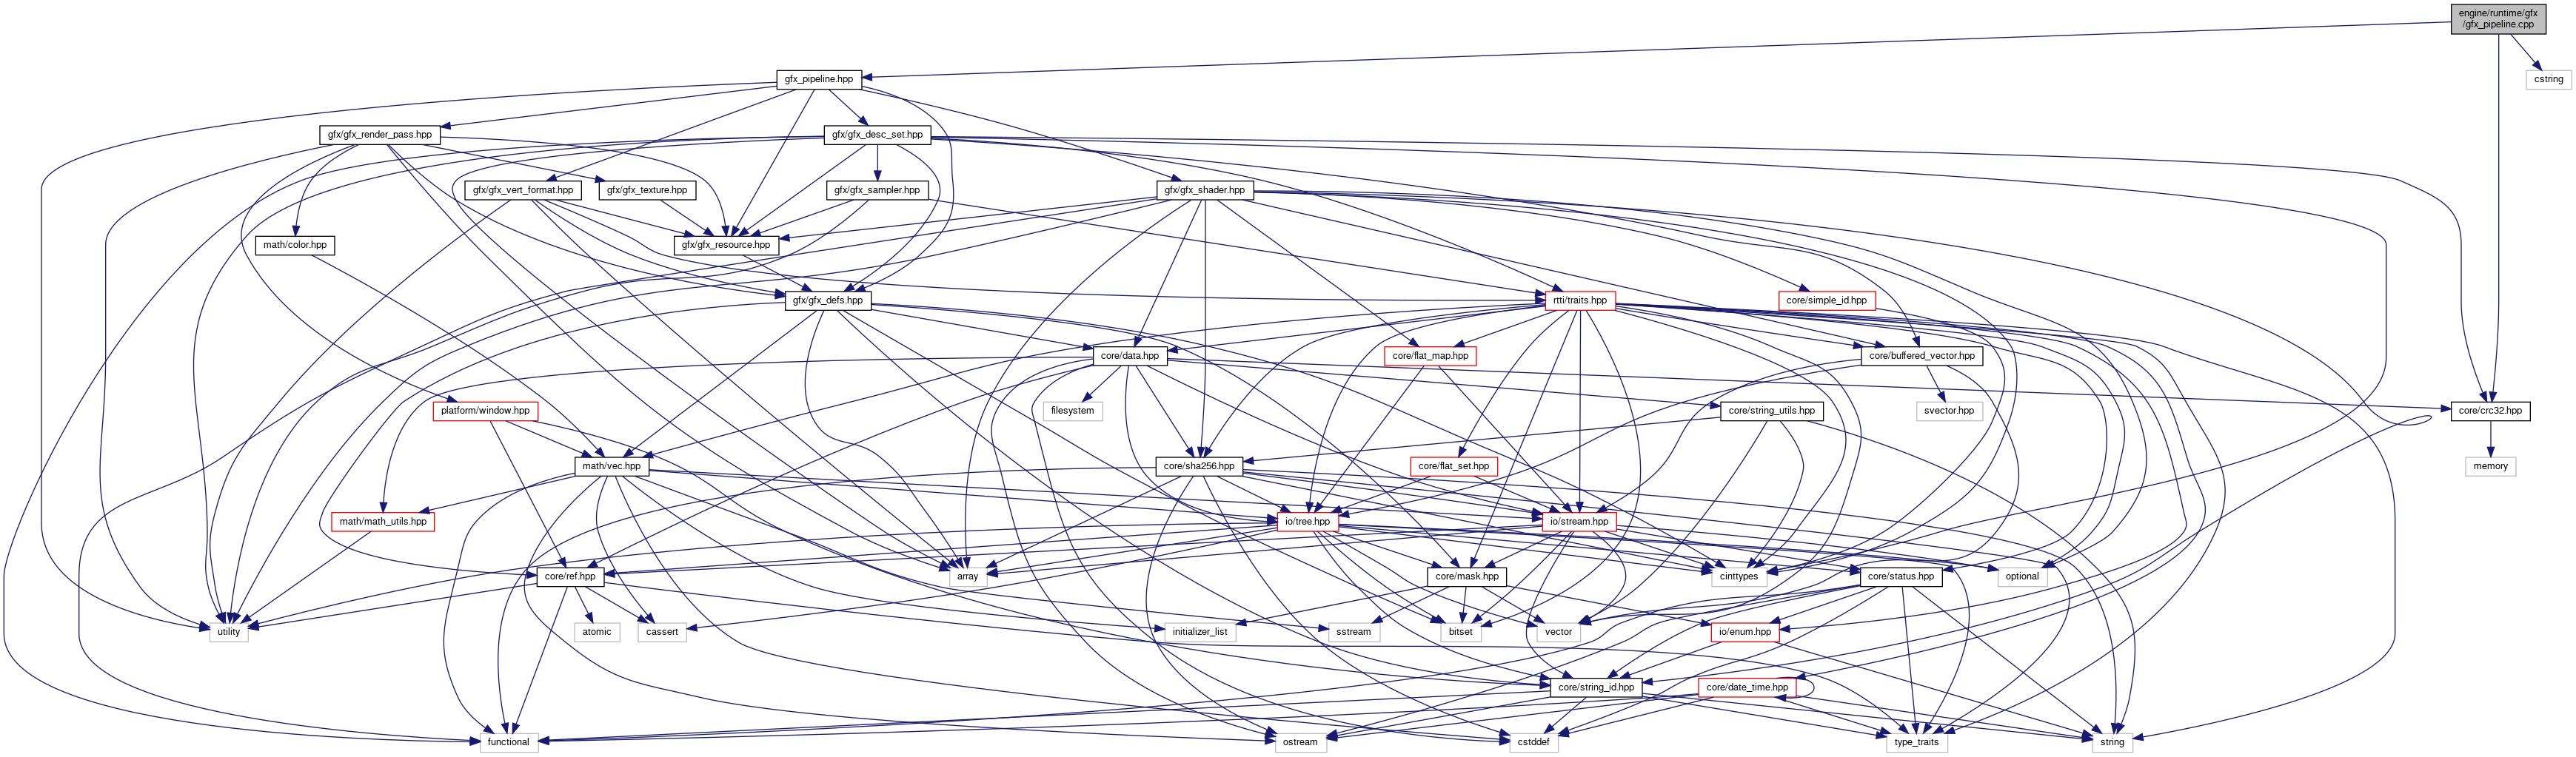 engine/runtime/gfx
/gfx_pipeline.cpp
gfx_pipeline.hpp
cstring
gfx/gfx_render_pass.hpp
gfx/gfx_desc_set.hpp
gfx/gfx_vert_format.hpp
gfx/gfx_texture.hpp
gfx/gfx_sampler.hpp
gfx/gfx_shader.hpp
math/color.hpp
gfx/gfx_resource.hpp
gfx/gfx_defs.hpp
rtti/traits.hpp
core/simple_id.hpp
core/data.hpp
core/flat_map.hpp
core/buffered_vector.hpp
platform/window.hpp
filesystem
core/string_utils.hpp
svector.hpp
core/crc32.hpp
math/vec.hpp
core/sha256.hpp
core/flat_set.hpp
memory
math/math_utils.hpp
io/tree.hpp
io/stream.hpp
core/ref.hpp
array
core/mask.hpp
cinttypes
core/status.hpp
optional
utility
atomic
cassert
initializer_list
sstream
bitset
vector
io/enum.hpp
core/string_id.hpp
core/date_time.hpp
functional
ostream
cstddef
type_traits
string